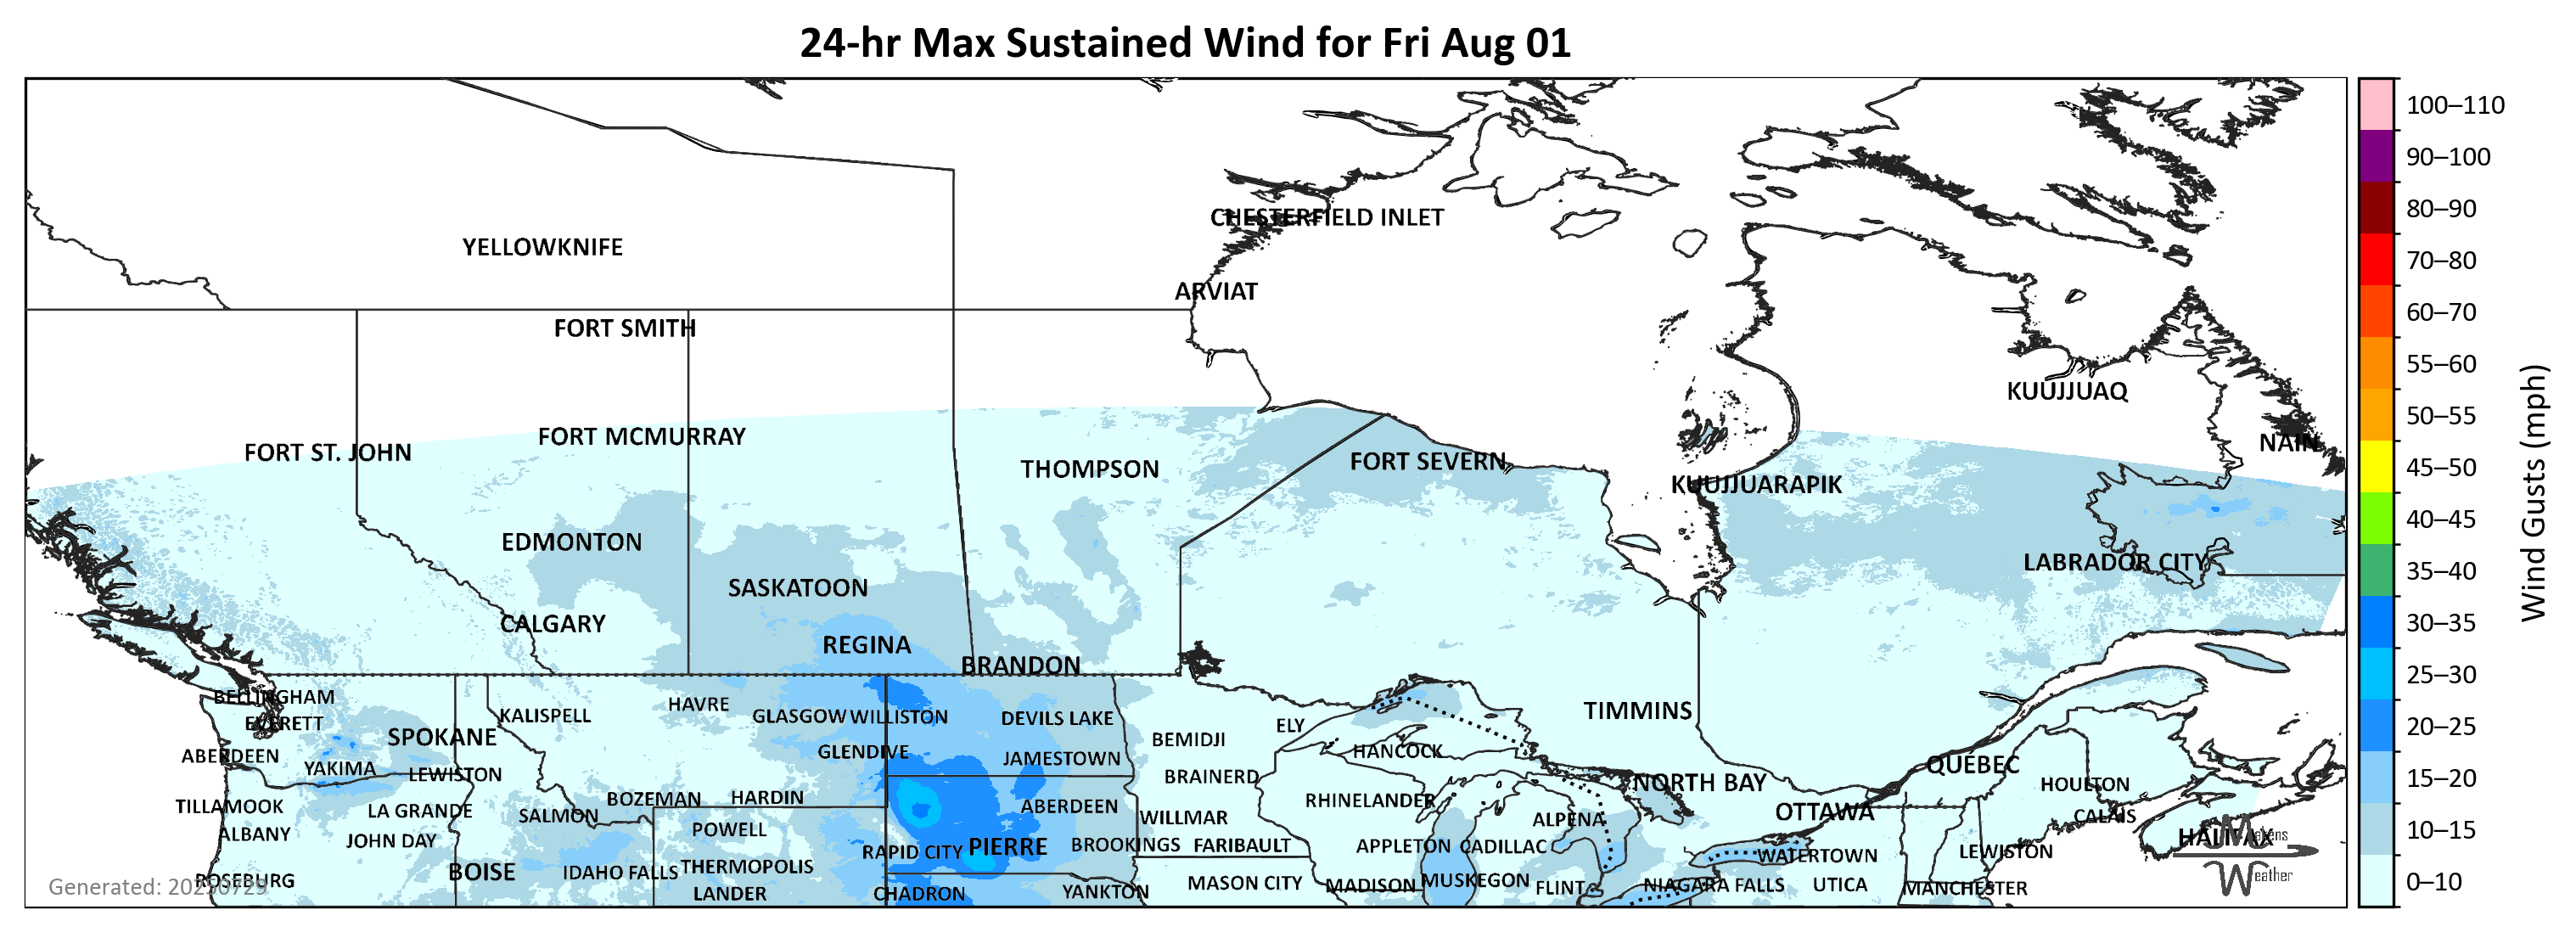 24-hr Max Sustained Wind for Fri Aug 01
100–110
90–100
80–90
CHESTERFIELD INLET
YELLOWKNIFE
70–80
ARVIAT
60–70
FORT SMITH
55–60
KUUJJUAQ
50–55
FORT MCMURRAY
NAIN
FORT ST. JOHN
FORT SEVERN
THOMPSON
45–50
KUUJJUARAPIK
40–45
Wind Gusts (mph)
EDMONTON
LABRADOR CITY
35–40
SASKATOON
CALGARY
30–35
REGINA
BRANDON
25–30
BELLINGHAM
HAVRE
KALISPELL
GLASGOW
WILLISTON
DEVILS LAKE
TIMMINS
EVERETT
ELY
20–25
SPOKANE
BEMIDJI
GLENDIVE
HANCOCK
ABERDEEN
JAMESTOWN
QUÉBEC
YAKIMA
LEWISTON
BRAINERD
15–20
NORTH BAY
HOULTON
BOZEMAN
HARDIN
RHINELANDER
TILLAMOOK
LA GRANDE
ABERDEEN
OTTAWA
SALMON
WILLMAR
ALPENA
CALAIS
10–15
ALBANY
POWELL
HALIFAX
Makens
JOHN DAY
RAPID CITY
PIERRE
BROOKINGS
FARIBAULT
APPLETON
CADILLAC
WATERTOWN
LEWISTON
BOISE
IDAHO FALLS
THERMOPOLIS
Weather
ROSEBURG
MASON CITY
MADISON
MUSKEGON
FLINT
NIAGARA FALLS
UTICA
MANCHESTER
0–10
Generated: 20250729
LANDER
CHADRON
YANKTON